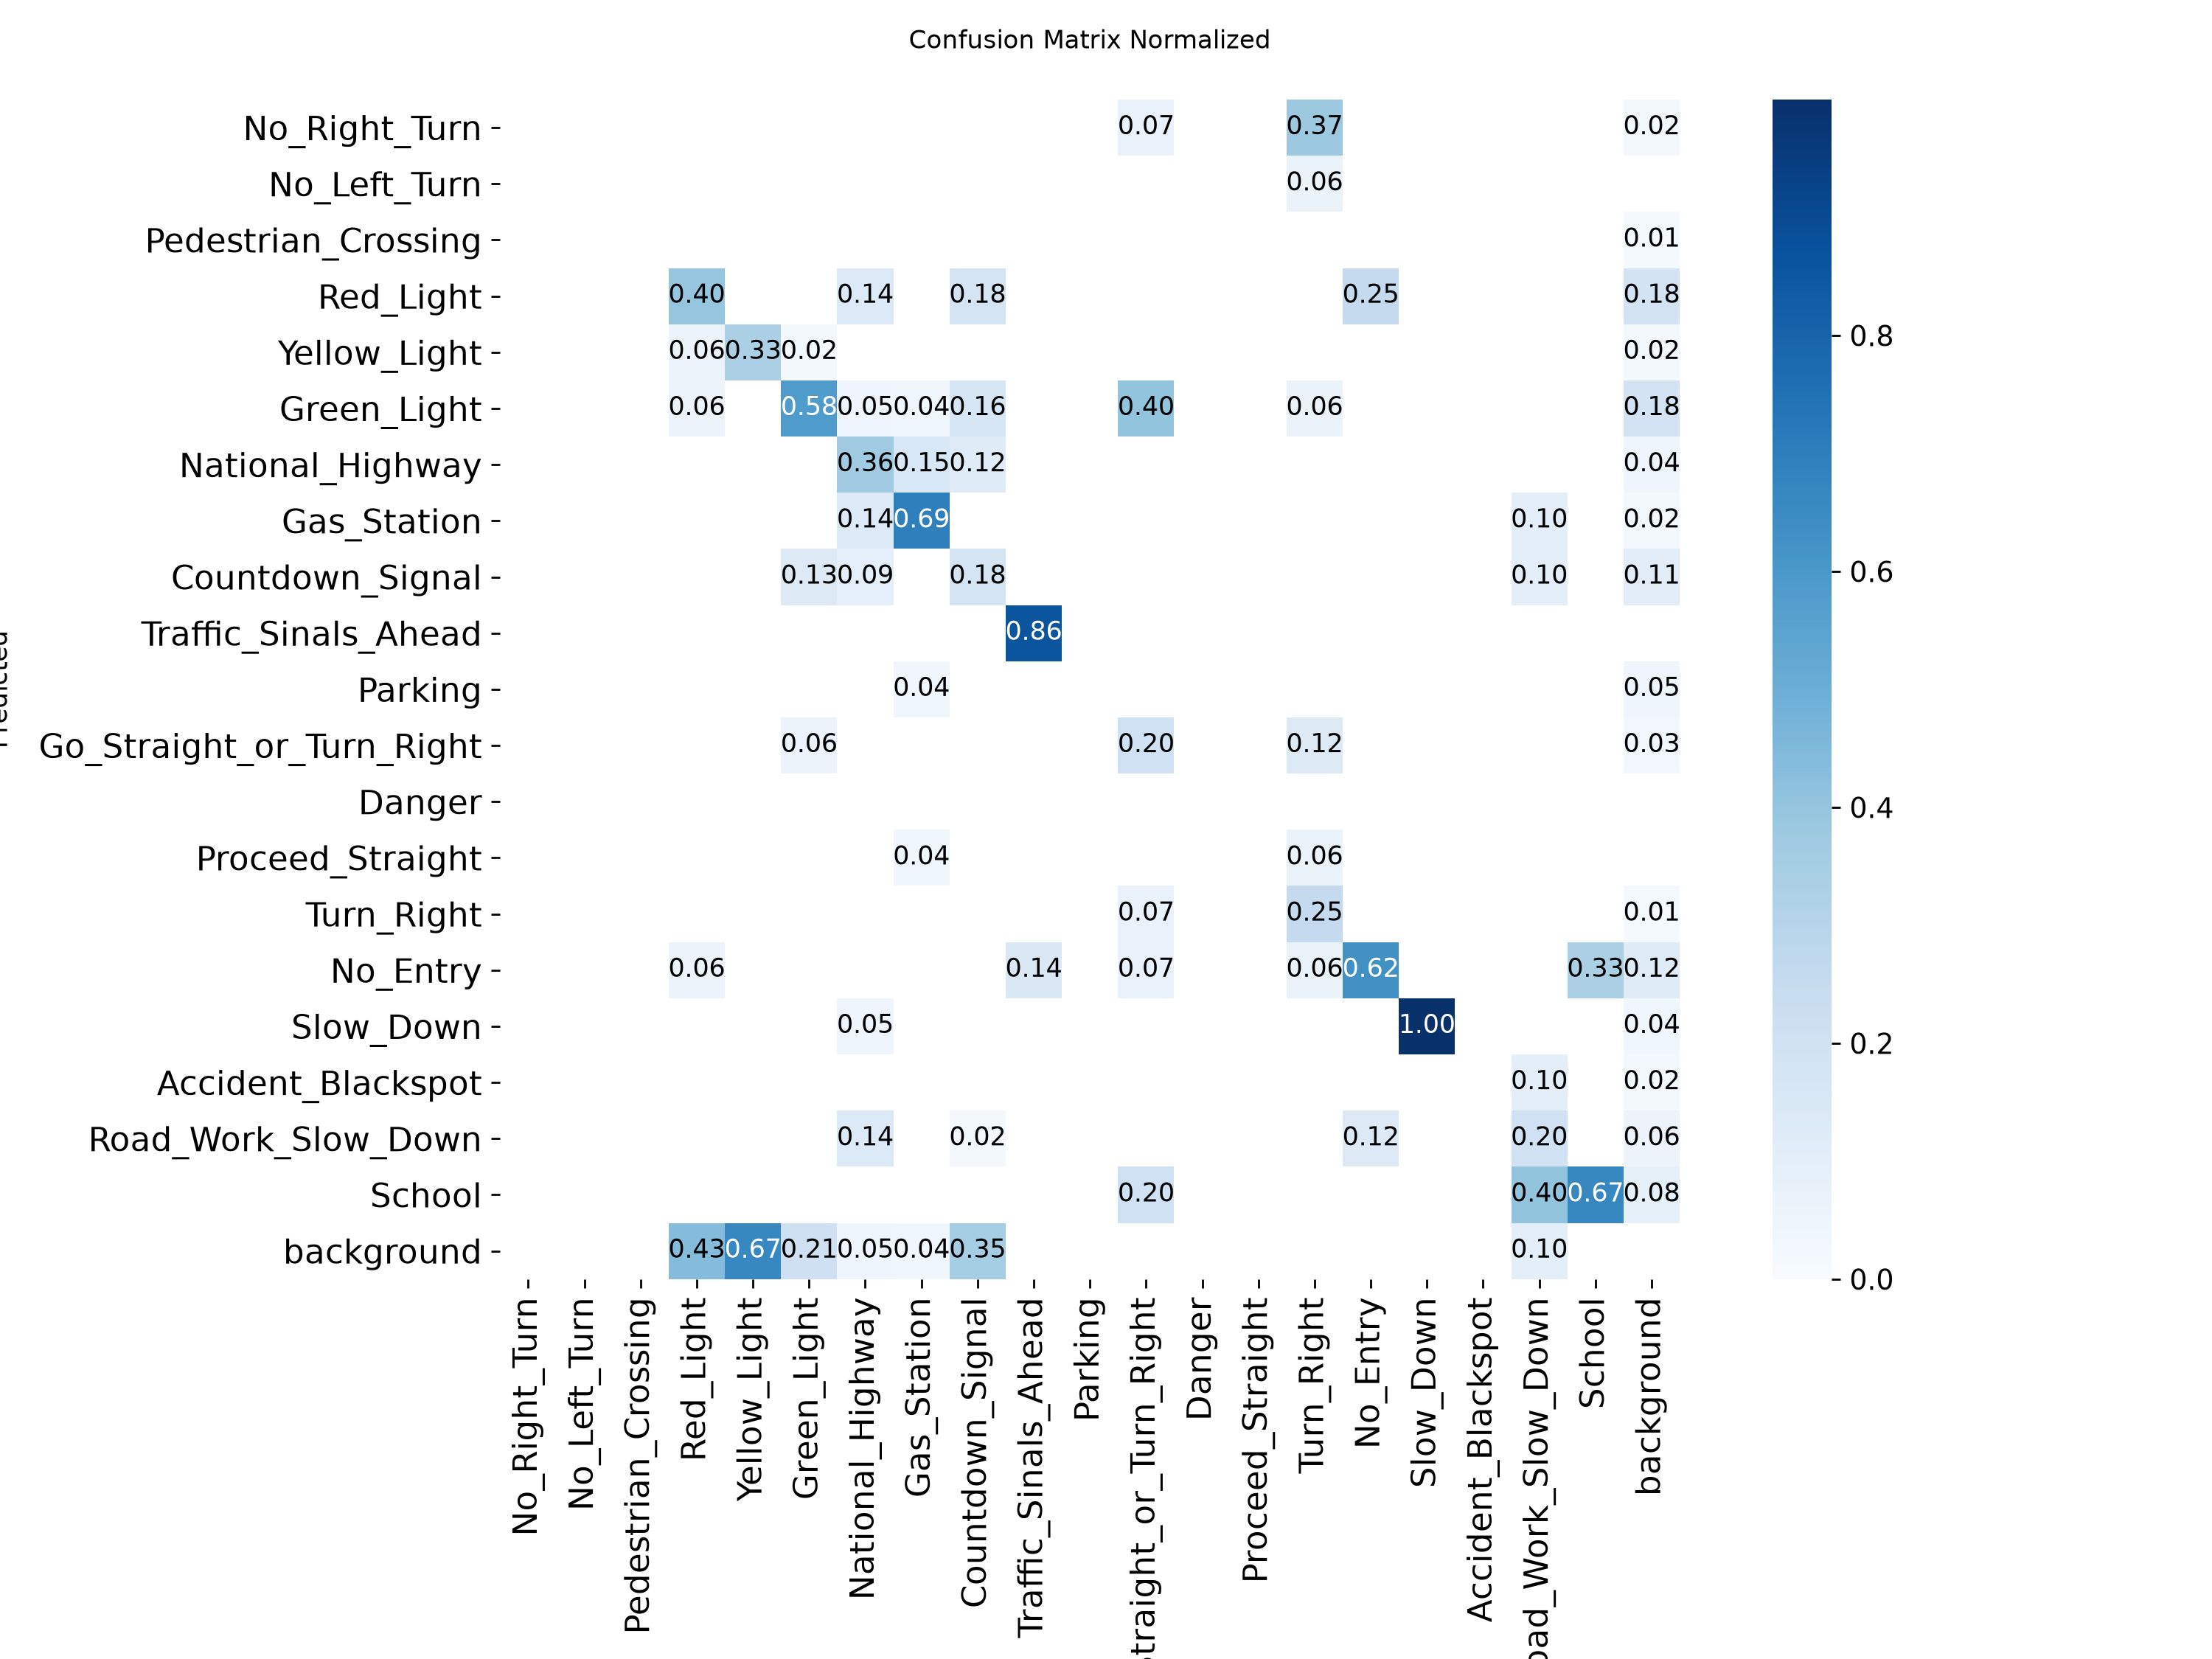 Confusion Matrix Normalized
No_Right_Turn 0.07 0.37 0.02
No_Left_Turn 0.06
Pedestrian_Crossing 0.01
Red_Light 0.40 0.14 0.18 0.25 0.18
Yellow_Light 0.06 0.33 0.02 0.02
Green_Light 0.06 0.58 0.05 0.04 0.16 0.40 0.06 0.18
National_Highway 0.36 0.15 0.12 0.04
Gas_Station 0.14 0.69 0.10 0.02
Countdown_Signal 0.13 0.09 0.18 0.10 0.11
Traffic_Sinals_Ahead 0.86
Parking 0.04 0.05
Go_Straight_or_Turn_Right 0.06 0.20 0.12 0.03
Danger
Proceed_Straight 0.04 0.06
Turn_Right 0.07 0.25 0.01
No_Entry 0.06 0.14 0.07 0.06 0.62 0.33 0.12
Slow_Down 0.05 1.00 0.04
Accident_Blackspot 0.10 0.02
Road_Work_Slow_Down 0.14 0.02 0.12 0.20 0.06
School 0.20 0.40 0.67 0.08
background 0.43 0.67 0.21 0.05 0.04 0.35 0.10
No_Right_Turn
No_Left_Turn
Pedestrian_Crossing
Red_Light
Yellow_Light
Green_Light
National_Highway
Gas_Station
Countdown_Signal
Traffic_Sinals_Ahead
Parking
traight_or_Turn_Right
Danger
Proceed_Straight
Turn_Right
No_Entry
Slow_Down
Accident_Blackspot
oad_Work_Slow_Down
School
background
0.8
0.6
0.4
0.2
0.0